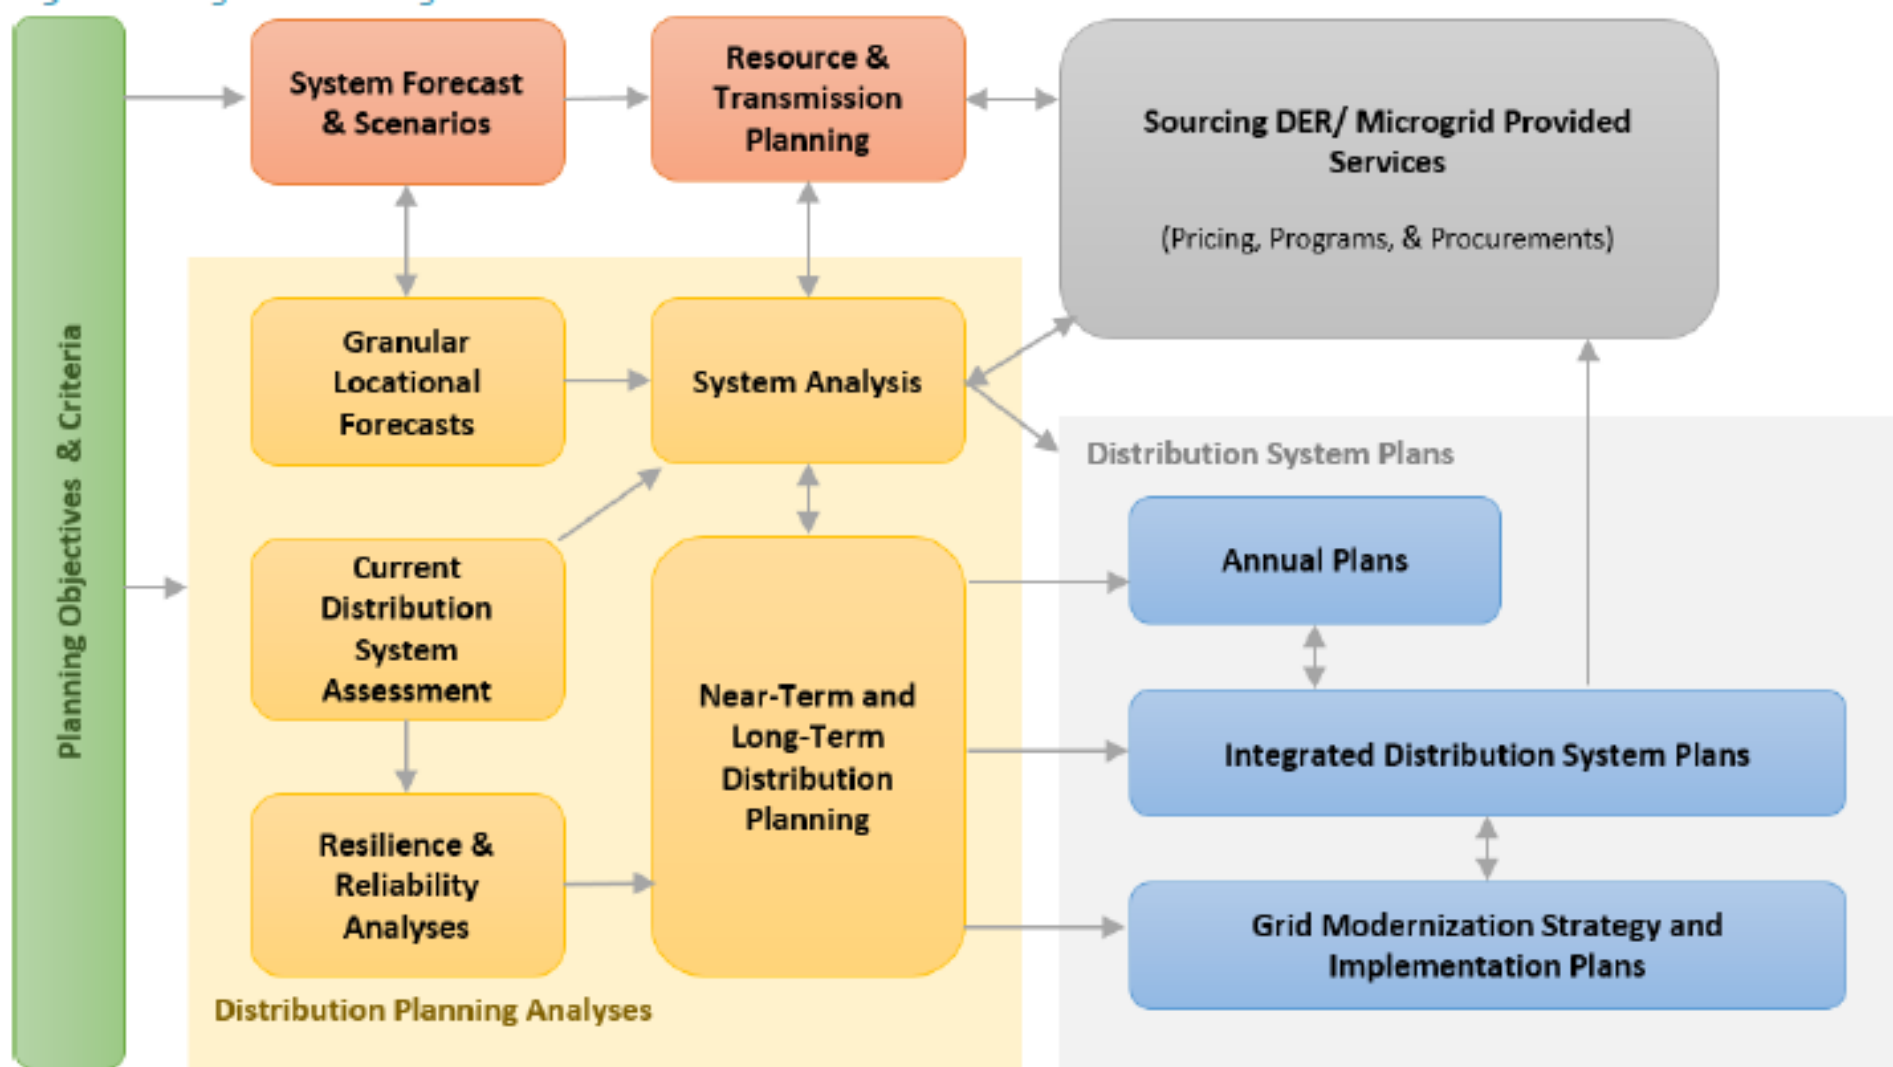 Planning Objectives & Criteria
System Forecast
& Scenarios
Resource &
Transmission
Planning
Sourcing DER/ Microgrid Provided
Services
(Pricing, Programs, & Procurements)
Granular
Locational
Forecasts
System Analysis
Current
Distribution
System
Assessment
Near-Term and
Long-Term
Distribution
Planning
Resilience &
Reliability
Analyses
Distribution Planning Analyses
Distribution System Plans
Annual Plans
Integrated Distribution System Plans
Grid Modernization Strategy and
Implementation Plans